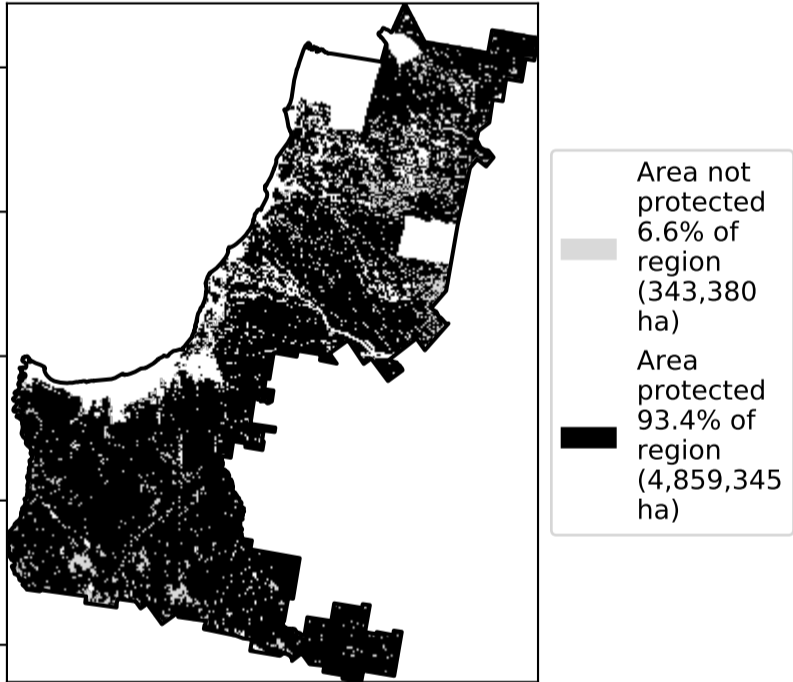 Area not
protected
6.6% of
region
(343,380
ha)
Area
protected
93.4% of
region
(4,859,345
ha)